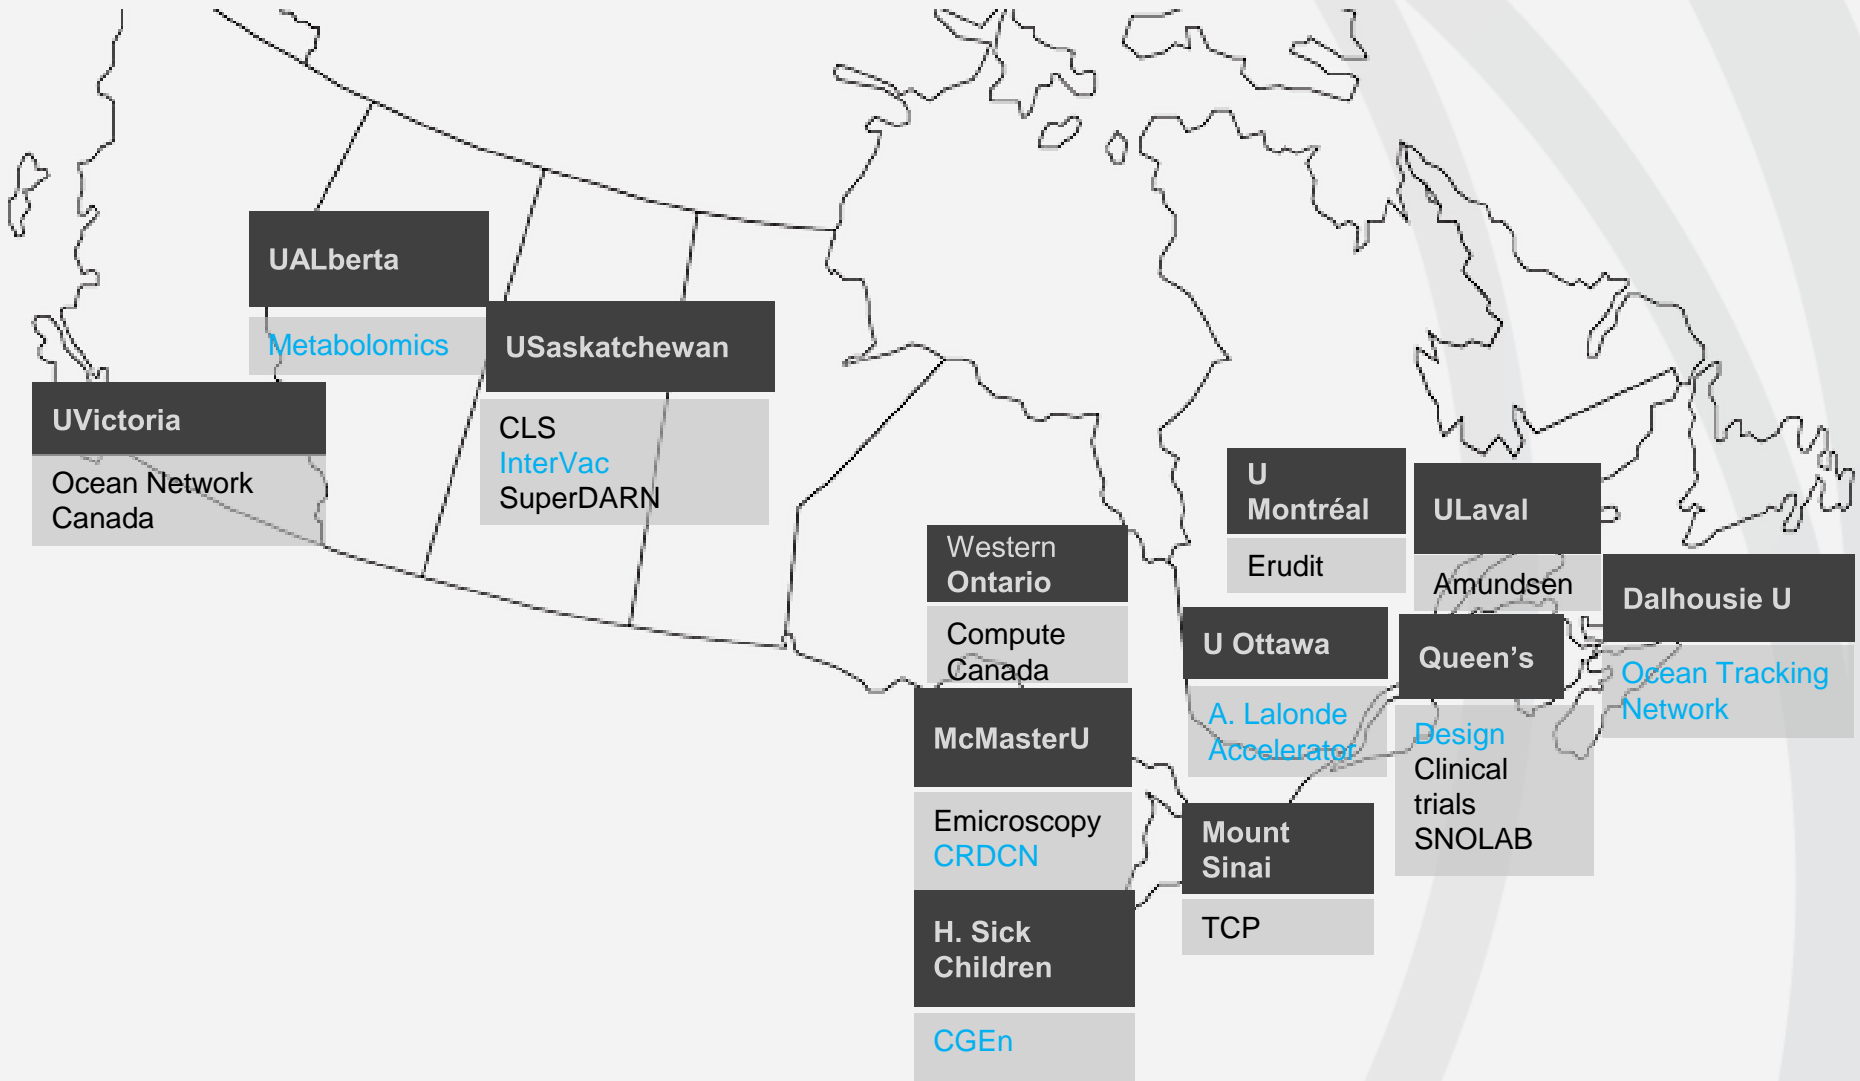 UALberta
Metabolomics
USaskatchewan
CLS
InterVac
SuperDARN
UVictoria
Ocean Network
Canada
Western
Ontario
Compute
Canada
McMasterU
Emicroscopy
CRDCN
H. Sick
Children
CGEn
U
Montréal
Erudit
ULaval
Amundsen
Dalhousie U
Ocean Tracking
Network
U Ottawa
A. Lalonde
Accelerator
Queen's
Design
Clinical
trials
SNOLAB
Mount
Sinai
TCP